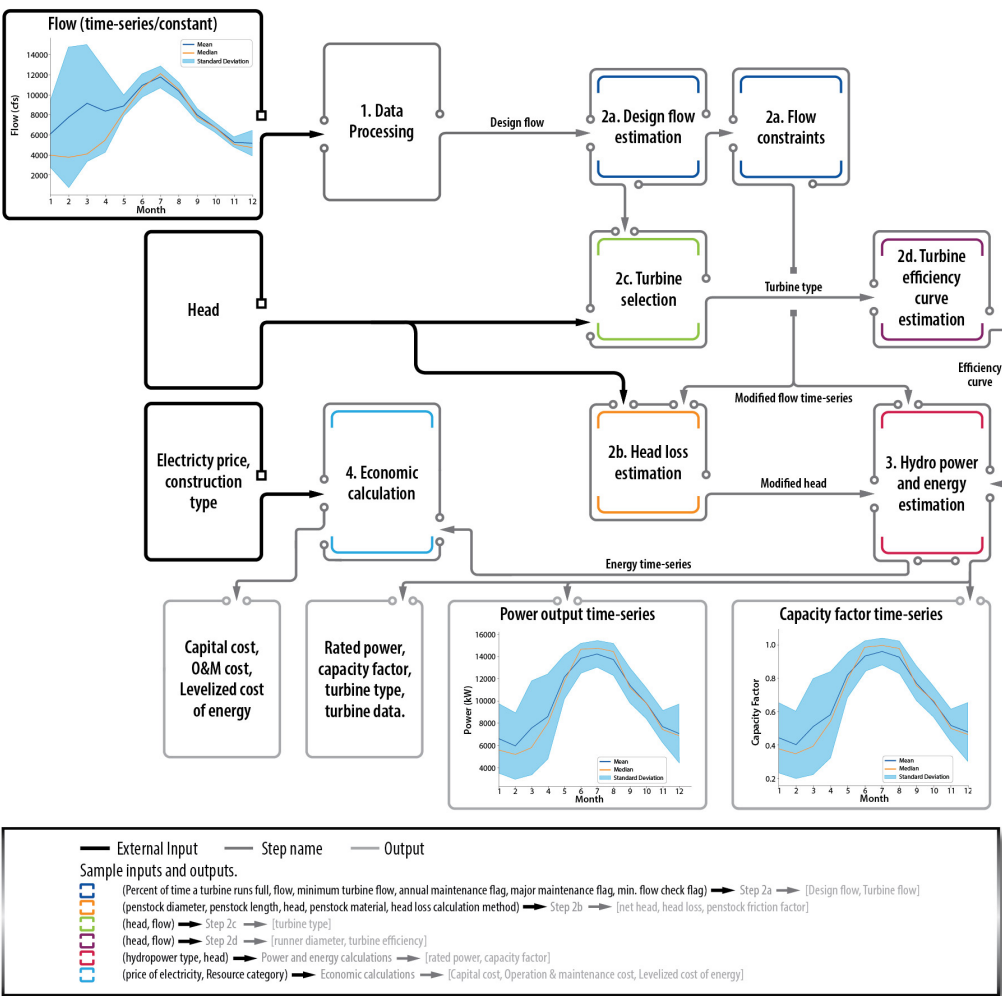 Flow (time-series/constant)
Mean
Median
Standard Deviation
14000
12000
10000
8000
6000
4000
2000
Flow (cfs)
1 2 3 4 5 6 7 8 9 10 11 12
Month
1. Data
Processing
Design flow
2a. Design flow
estimation
2a. Flow
constraints
Head
2c. Turbine
selection
Turbine type
2d. Turbine
efficiency
curve
estimation
Efficiency
curve
Modified flow time-series
Electricty price,
construction
type
4. Economic
calculation
2b. Head loss
estimation
Modified head
3. Hydro power
and energy
estimation
Energy time-series
Capital cost,
O&M cost,
Levelized cost
of energy
Rated power,
capacity factor,
turbine type,
turbine data.
Power output time-series
16000
14000
12000
10000
8000
6000
4000
Power (kW)
Mean
Median
Standard Deviation
1 2 3 4 5 6 7 8 9 10 11 12
Month
Capacity factor time-series
1.0
0.8
0.6
0.4
0.2
Capacity Factor
Mean
Median
Standard Deviation
1 2 3 4 5 6 7 8 9 10 11 12
Month
External Input Step name Output
Sample inputs and outputs.
(Percent of time a turbine runs full, flow, minimum turbine flow, annual maintenance flag, major maintenance flag, min. flow check flag) Step 2a [Design flow, Turbine flow]
(penstock diameter, penstock length, head, penstock material, head loss calculation method) Step 2b [net head, head loss, penstock friction factor]
(head, flow) Step 2c [turbine type]
(head, flow) Step 2d [runner diameter, turbine efficiency]
(hydropower type, head) Power and energy calculations [rated power, capacity factor]
(price of electricity, Resource category) Economic calculations [Capital cost, Operation & maintenance cost, Levelized cost of energy]